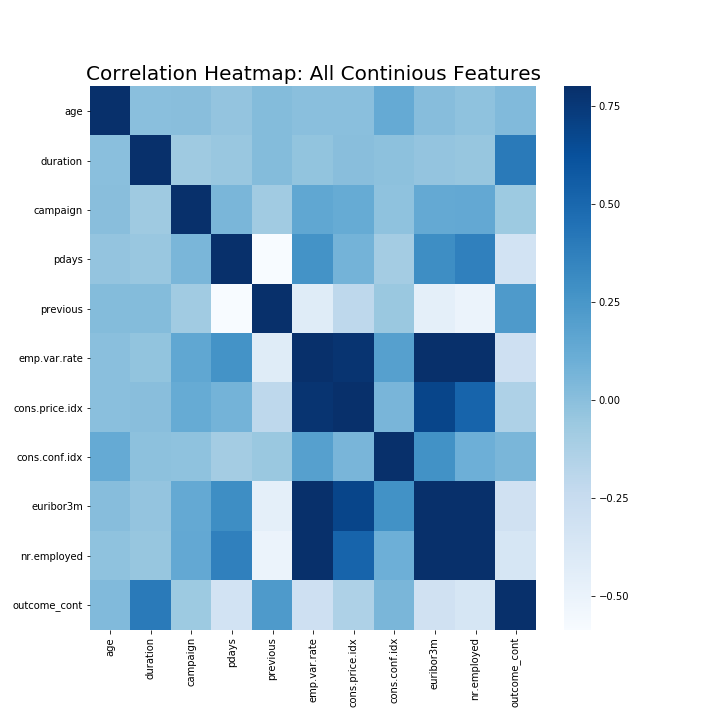 Correlation Heatmap: All Continious Features
age
duration
campaign
pdays
previous
emp.var.rate
cons.price.idx
cons.conf.idx
euribor3m
nr.employed
outcome_cont
age
duration
campaign
pdays
previous
emp.var.rate
cons.price.idx
cons.conf.idx
euribor3m
nr.employed
outcome_cont
0.75
0.50
0.25
0.00
−0.25
−0.50